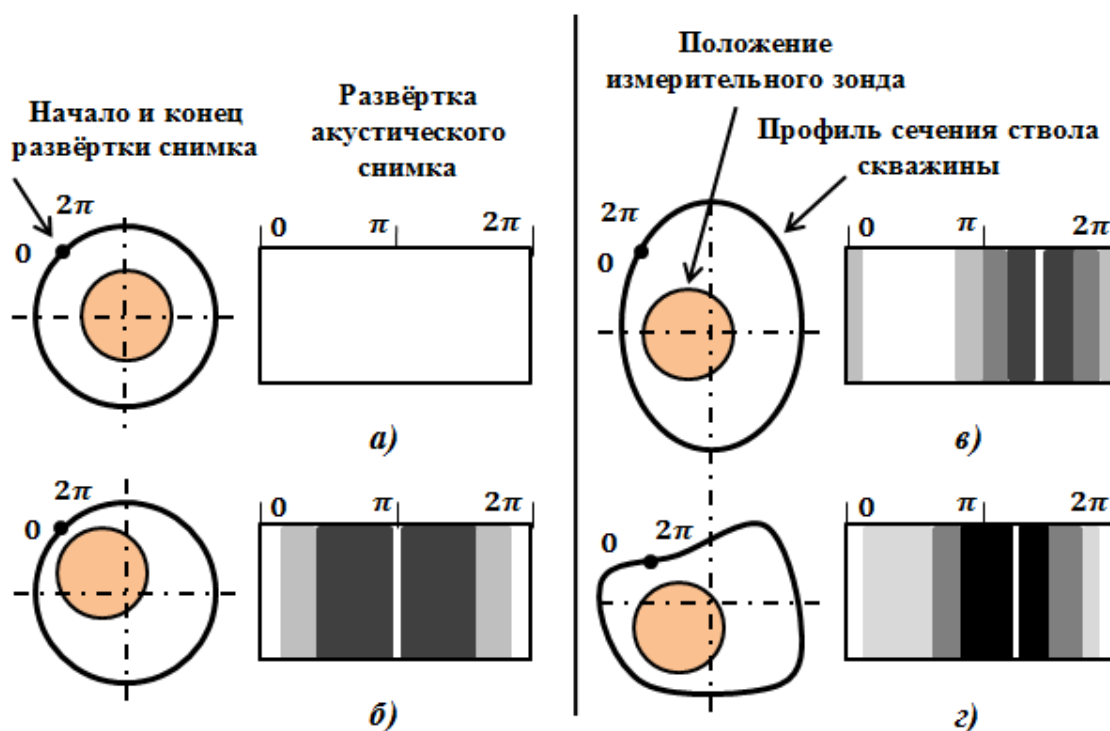 Начало и конец
развёртки снимка
Развёртка
акустического
снимка
2π
0
0 π 2π
а)
2π
0
0 π 2π
б)
Положение
измерительного зонда
Профиль сечения ствола
скважины
2π
0
0 π 2π
в)
0 2π
0 π 2π
г)